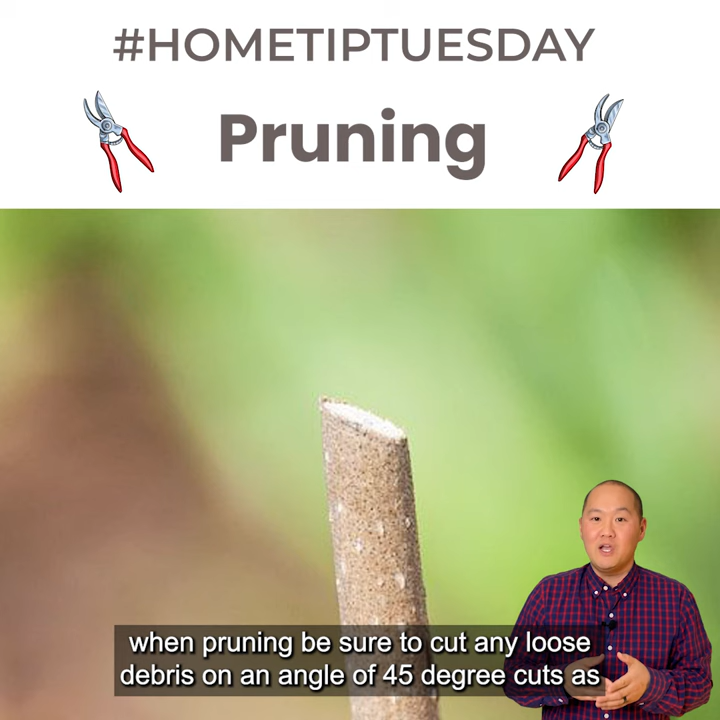 #HOMETIPTUESDAY
Pruning
when pruning be sure to cut any loose
debris on an angle of 45 degree cuts as